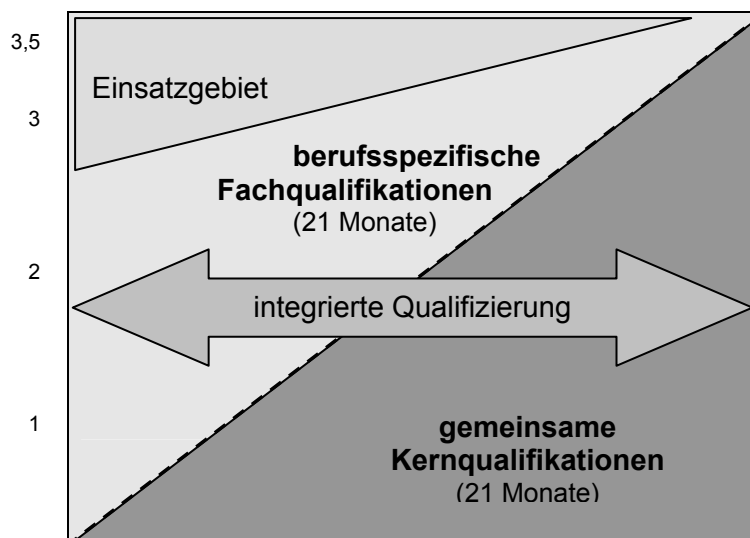 3,5
Einsatzgebiet
3
berufsspezifische
Fachqualifikationen
(21 Monate)
2
integrierte Qualifizierung
1
gemeinsame
Kernqualifikationen
(21 Monate)